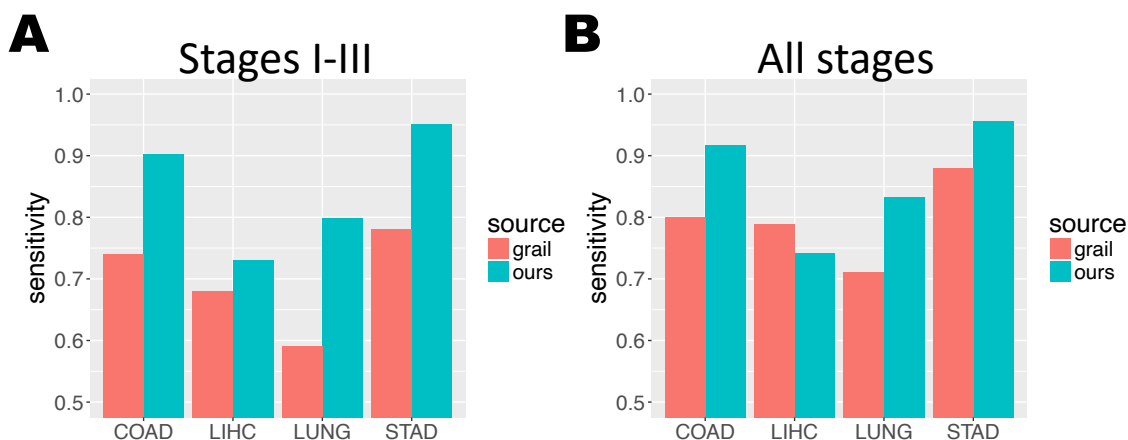 A
Stages I-III
1.0
0.9
0.8
0.7
0.6
0.5
sensitivity
COAD LIHC LUNG STAD
source
grail
ours
B
All stages
1.0
0.9
0.8
0.7
0.6
0.5
sensitivity
COAD LIHC LUNG STAD
source
grail
ours